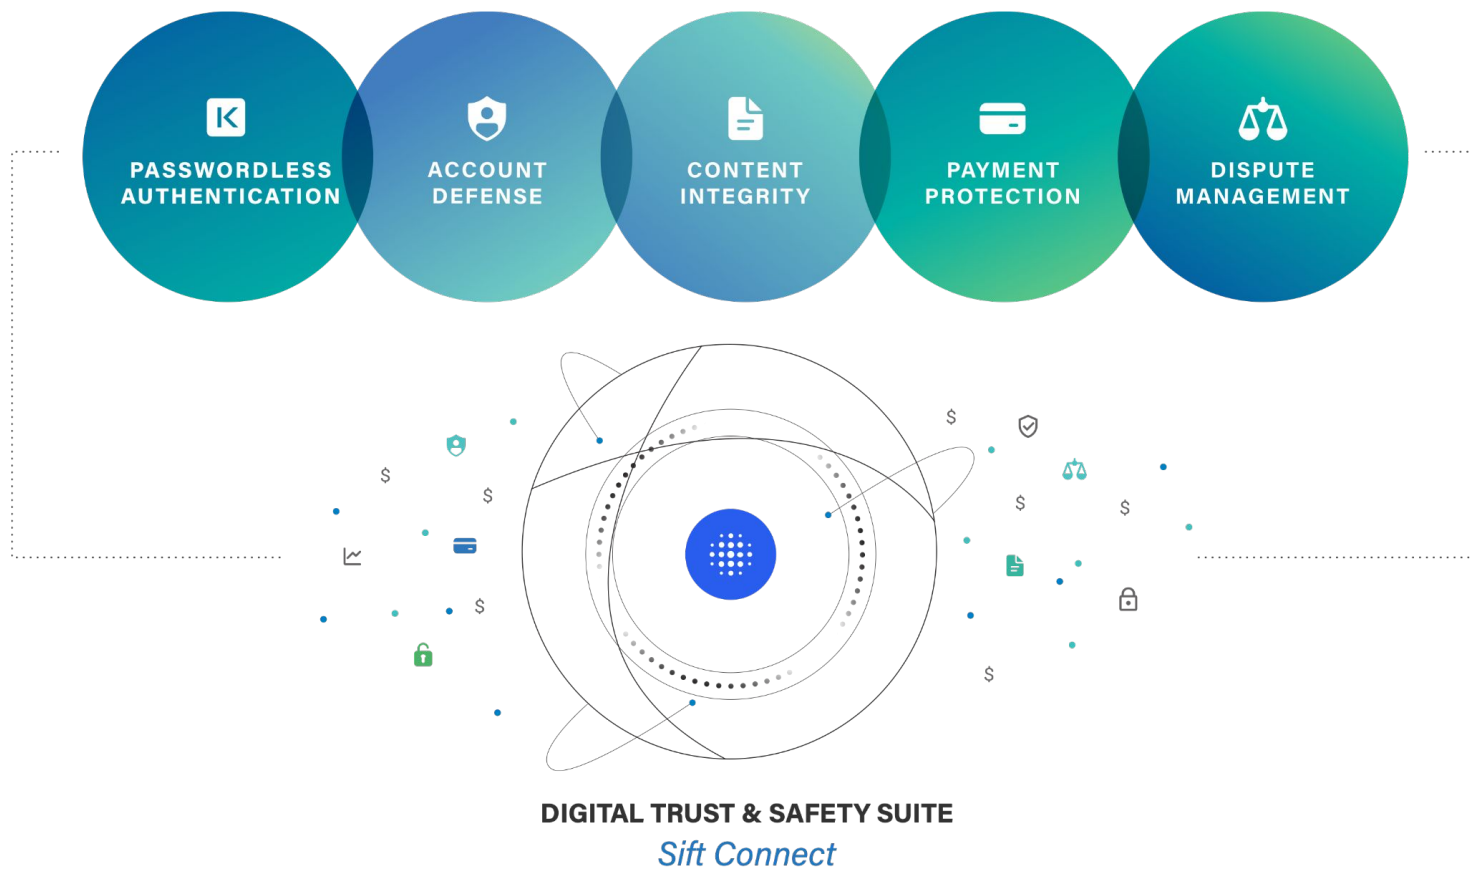 PASSWORDLESS
AUTHENTICATION
ACCOUNT
DEFENSE
CONTENT
INTEGRITY
PAYMENT
PROTECTION
DISPUTE
MANAGEMENT
$
$
$
$
$
$
$
DIGITAL TRUST & SAFETY SUITE
Sift Connect